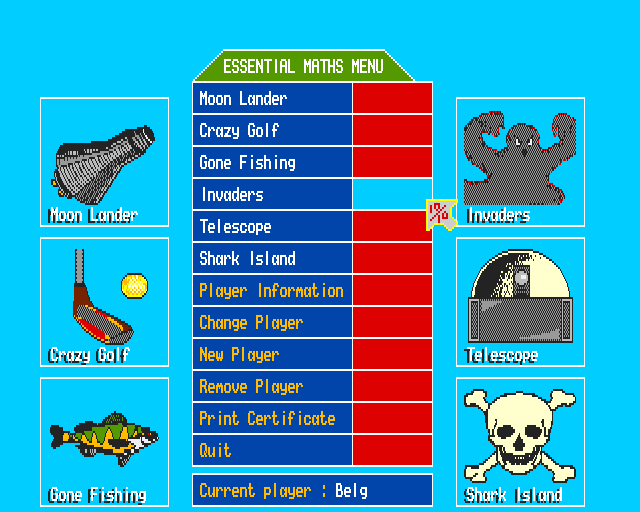 ESSENTIAL MATHS MENU
Moon Lander
Crazy Golf
Gone Fishing
Invaders
Telescope
Shark Island
Player Information
Change Player
New Player
Remove Player
Print Certificate
Quit
Current player : Belg
Moon Lander
Crazy Golf
Gone Fishing
Invaders
Telescope
Shark Island